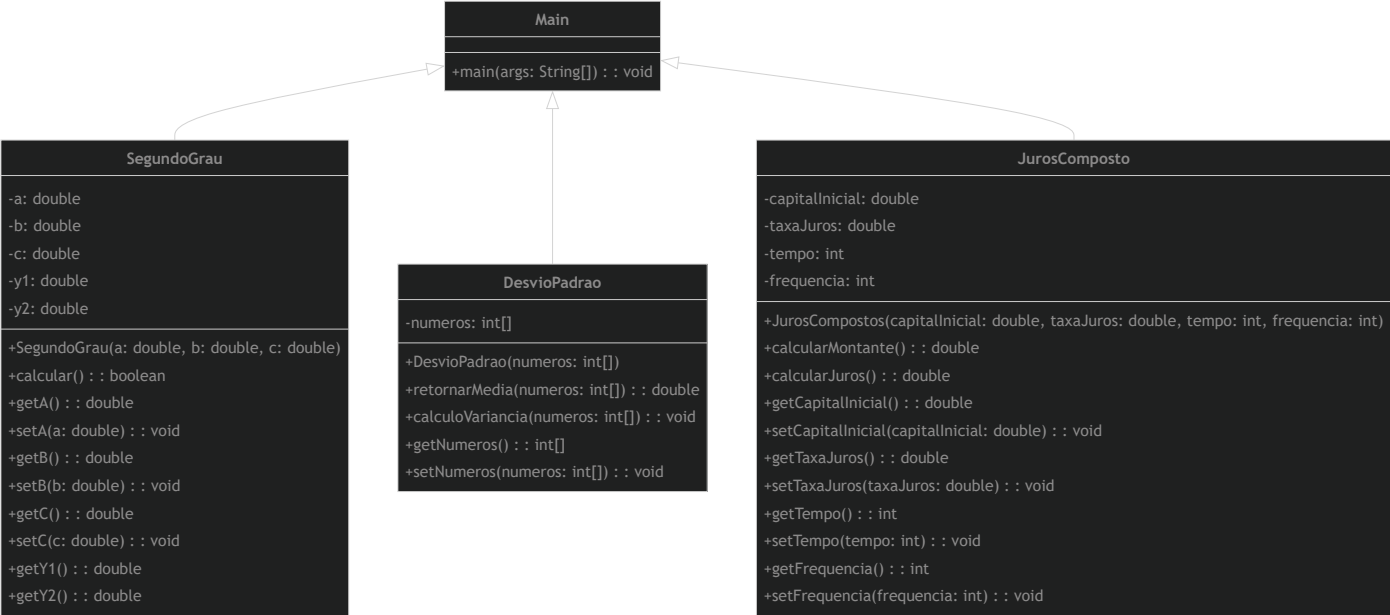 Main
+main(args: String[]) : : void
SegundoGrau
-a: double
-b: double
-c: double
-y1: double
-y2: double
+SegundoGrau(a: double, b: double, c: double)
+calcular() : : boolean
+getA() : : double
+setA(a: double) : : void
+getB() : : double
+setB(b: double) : : void
+getC() : : double
+setC(c: double) : : void
+getY1() : : double
+getY2() : : double
DesvioPadrao
-numeros: int[]
+DesvioPadrao(numeros: int[])
+retornarMedia(numeros: int[]) : : double
+calculoVariancia(numeros: int[]) : : void
+getNumeros() : : int[]
+setNumeros(numeros: int[]) : : void
JurosComposto
-capitalInicial: double
-taxaJuros: double
-tempo: int
-frequencia: int
+JurosCompostos(capitalInicial: double, taxaJuros: double, tempo: int, frequencia: int)
+calcularMontante() : : double
+calcularJuros() : : double
+getCapitalInicial() : : double
+setCapitalInicial(capitalInicial: double) : : void
+getTaxaJuros() : : double
+setTaxaJuros(taxaJuros: double) : : void
+getTempo() : : int
+setTempo(tempo: int) : : void
+getFrequencia() : : int
+setFrequencia(frequencia: int) : : void